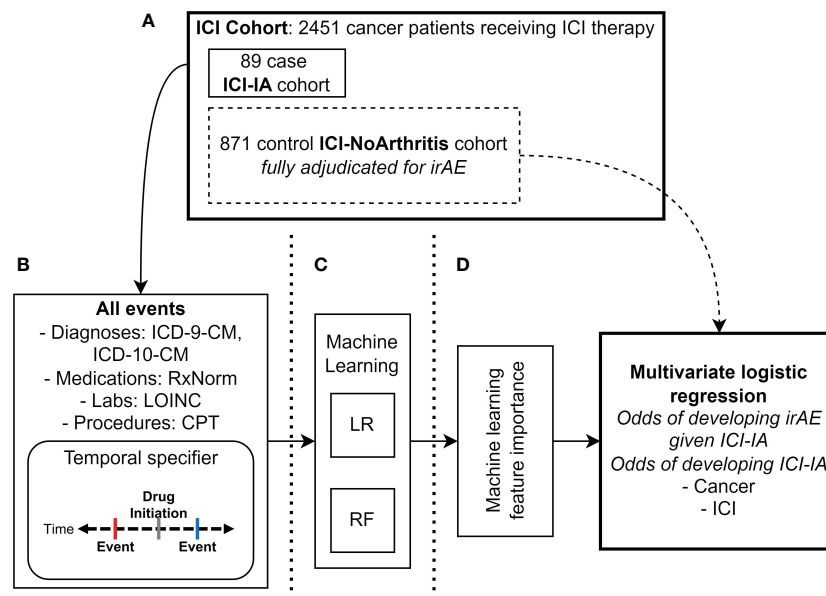 A
ICI Cohort: 2451 cancer patients receiving ICI therapy
89 case
ICI-IA cohort
871 control ICI-NoArthritis cohort
fully adjudicated for irAE
B
All events
- Diagnoses: ICD-9-CM,
ICD-10-CM
- Medications: RxNorm
- Labs: LOINC
- Procedures: CPT
Temporal specifier
Drug
Initiation
Time
Event
Event
C
Machine
Learning
LR
RF
D
Machine learning
feature importance
Multivariate logistic
regression
Odds of developing irAE
given ICI-IA
Odds of developing ICI-IA
- Cancer
- ICI